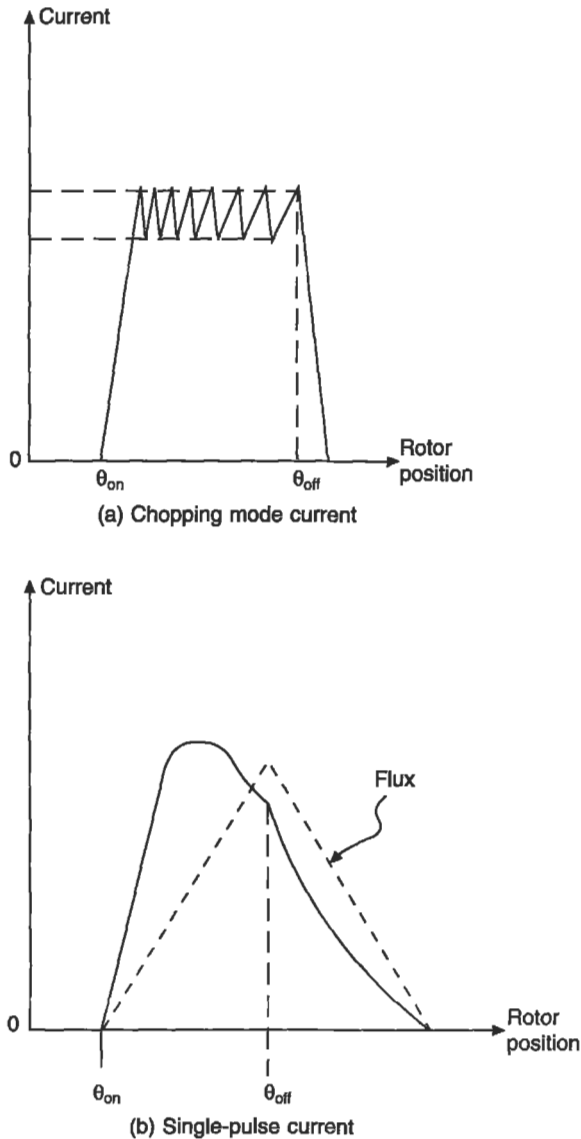 Current
0
Rotor
position
θon
θoff
(a) Chopping mode current
Current
Flux
0
Rotor
position
θon
θoff
(b) Single-pulse current